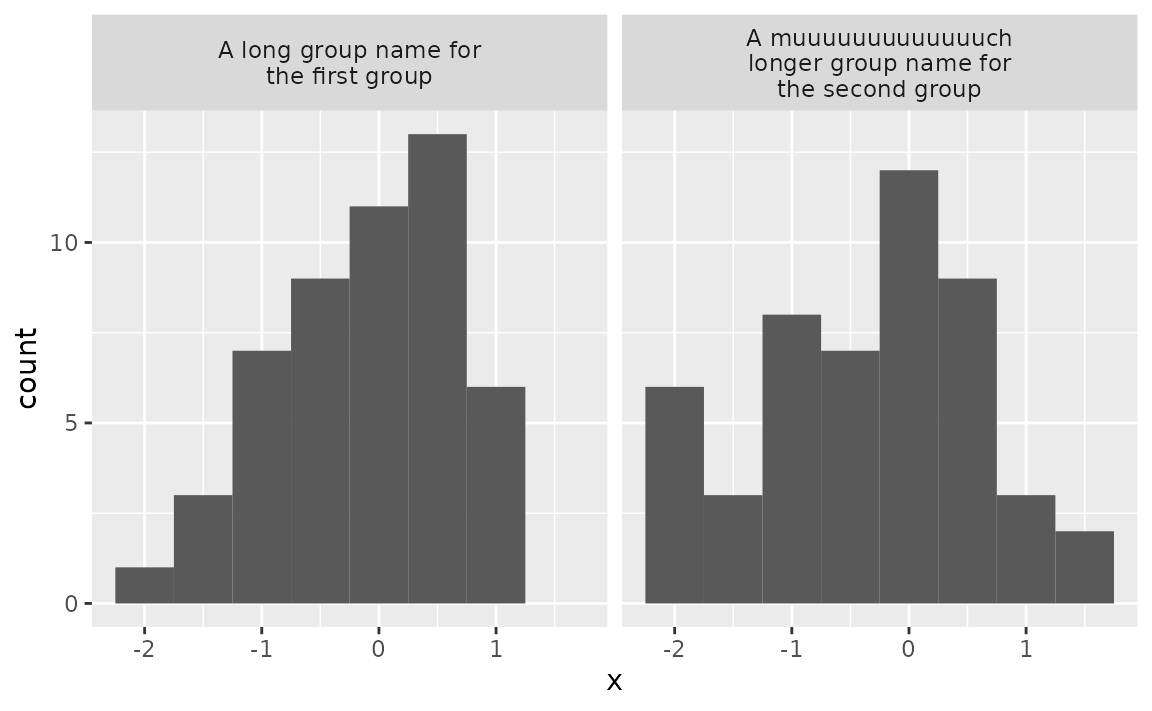 A long group name for
the first group
A muuuuuuuuuuuuuch
longer group name for
the second group
count
10
5
0
-2 -1 0 1
-2 -1 0 1
x